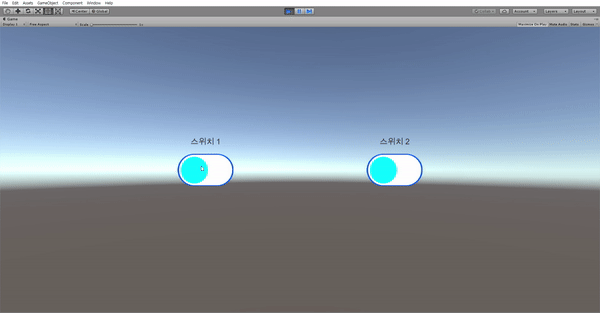 File Edit Assets GameObject Component Window Help
Center Global
Account Layers Layout
Game
Display 1 Free Aspect Scale 1x Maximize On Play Mute Audio Stats Gizmos
스위치 1 스위치 2